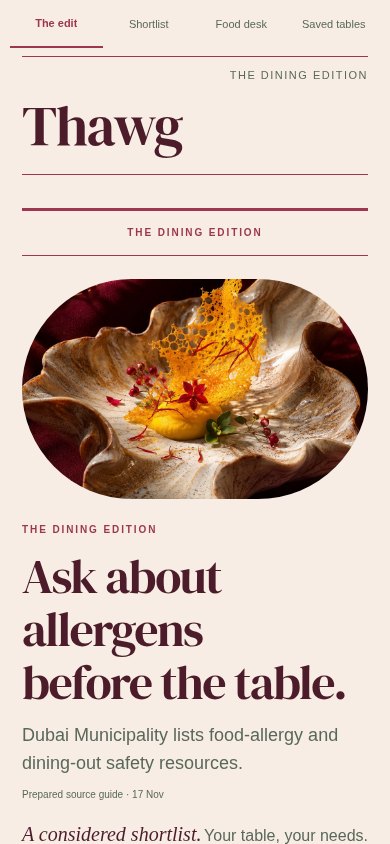 The edit
Shortlist
Food desk
Saved tables
THE DINING EDITION
Thawg
THE DINING EDITION
THE DINING EDITION
Ask about
allergens
before the table.
Dubai Municipality lists food-allergy and
dining-out safety resources.
Prepared source guide · 17 Nov
A considered shortlist. Your table, your needs.